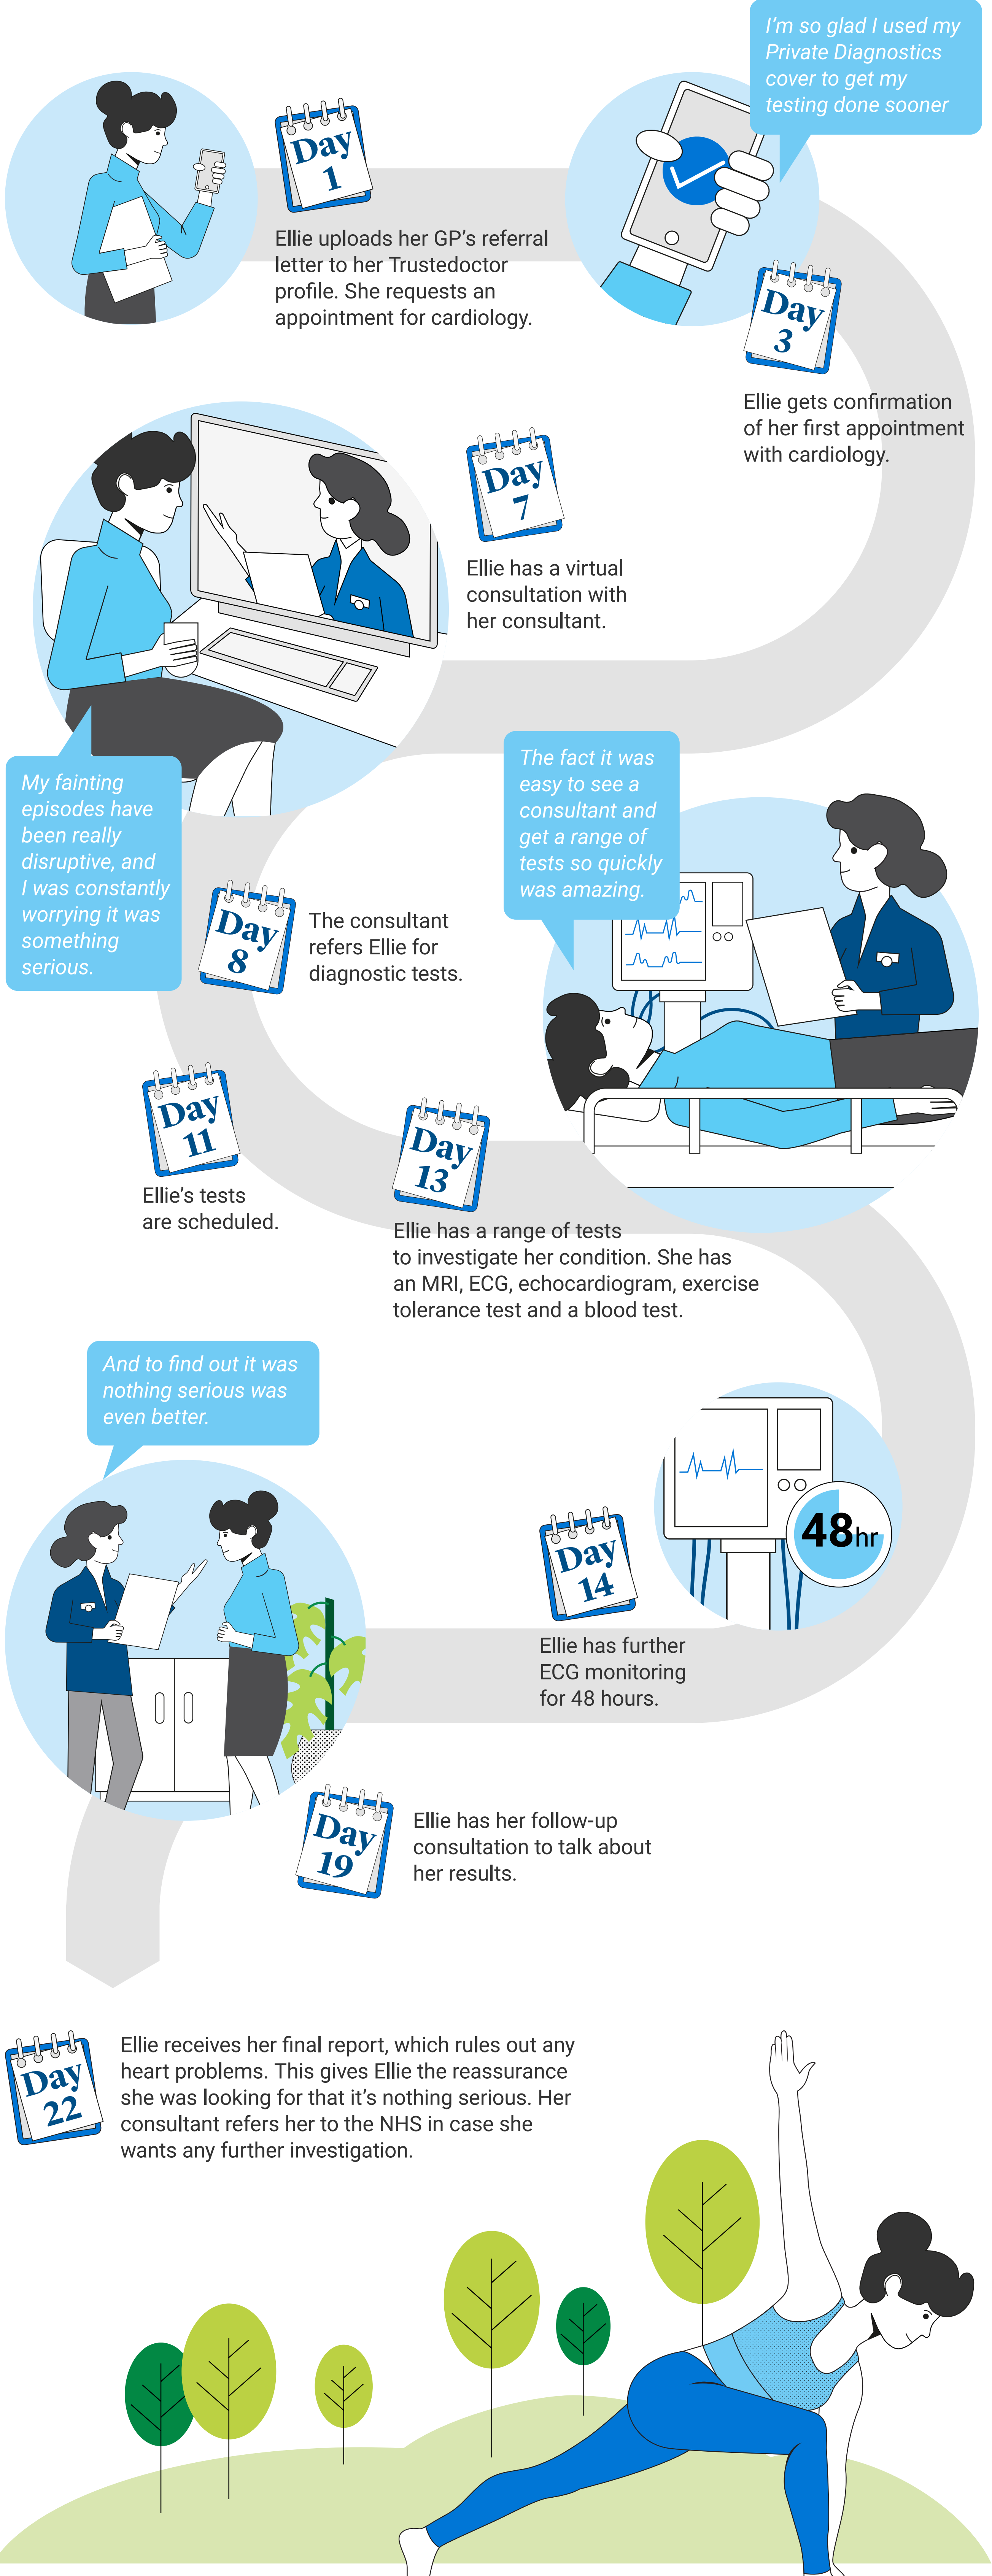 I'm so glad I used my
Private Diagnostics
cover to get my
testing done sooner
Day
1
Ellie uploads her GP's referral
letter to her Trustedoctor
profile. She requests an
appointment for cardiology.
Day
3
Ellie gets confirmation
of her first appointment
with cardiology.
Day
7
Ellie has a virtual
consultation with
her consultant.
My fainting
episodes have
been really
disruptive, and
I was constantly
worrying it was
something
serious.
Day
8
The consultant
refers Ellie for
diagnostic tests.
The fact it was
easy to see a
consultant and
get a range of
tests so quickly
was amazing.
Day
11
Ellie's tests
are scheduled.
Day
13
Ellie has a range of tests
to investigate her condition. She has
an MRI, ECG, echocardiogram, exercise
tolerance test and a blood test.
48hr
Day
14
Ellie has further
ECG monitoring
for 48 hours.
And to find out it was
nothing serious was
even better.
Day
19
Ellie has her follow-up
consultation to talk about
her results.
Day
22
Ellie receives her final report, which rules out any
heart problems. This gives Ellie the reassurance
she was looking for that it's nothing serious. Her
consultant refers her to the NHS in case she
wants any further investigation.